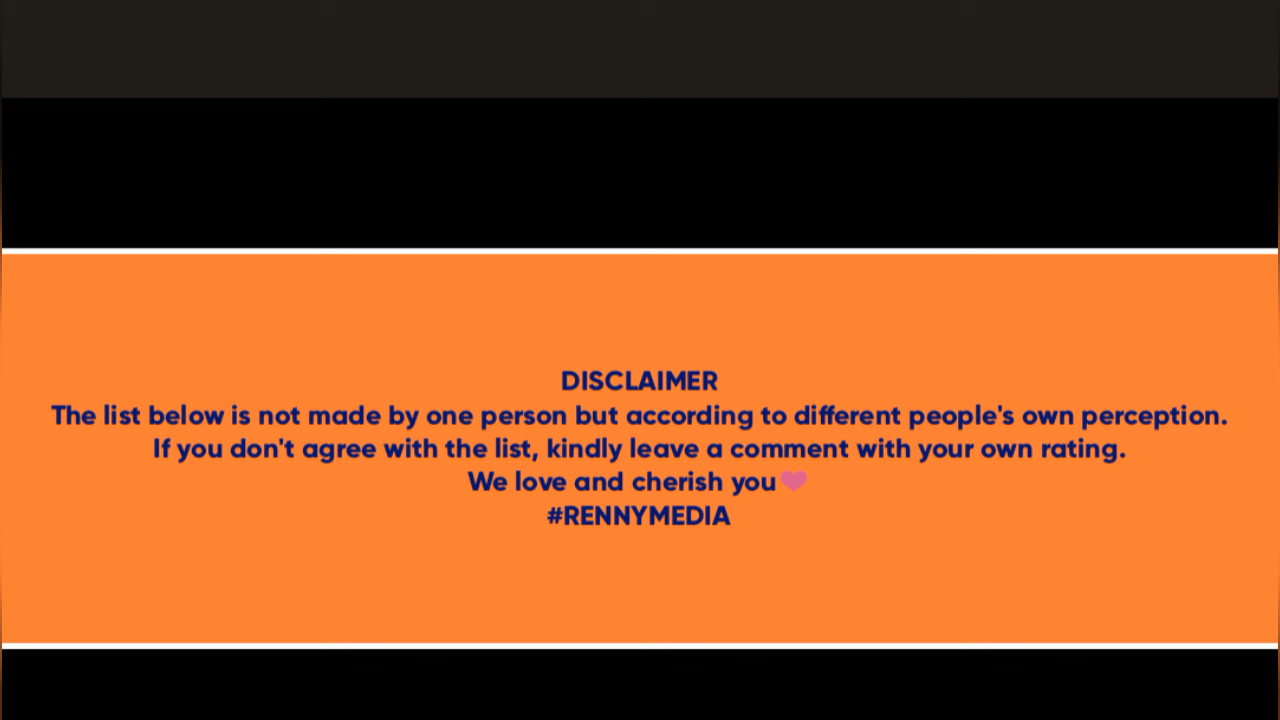 DISCLAIMER
The list below is not made by one person but according to different people's own perception.
If you don't agree with the list, kindly leave a comment with your own rating.
We love and cherish you
#RENNYMEDIA